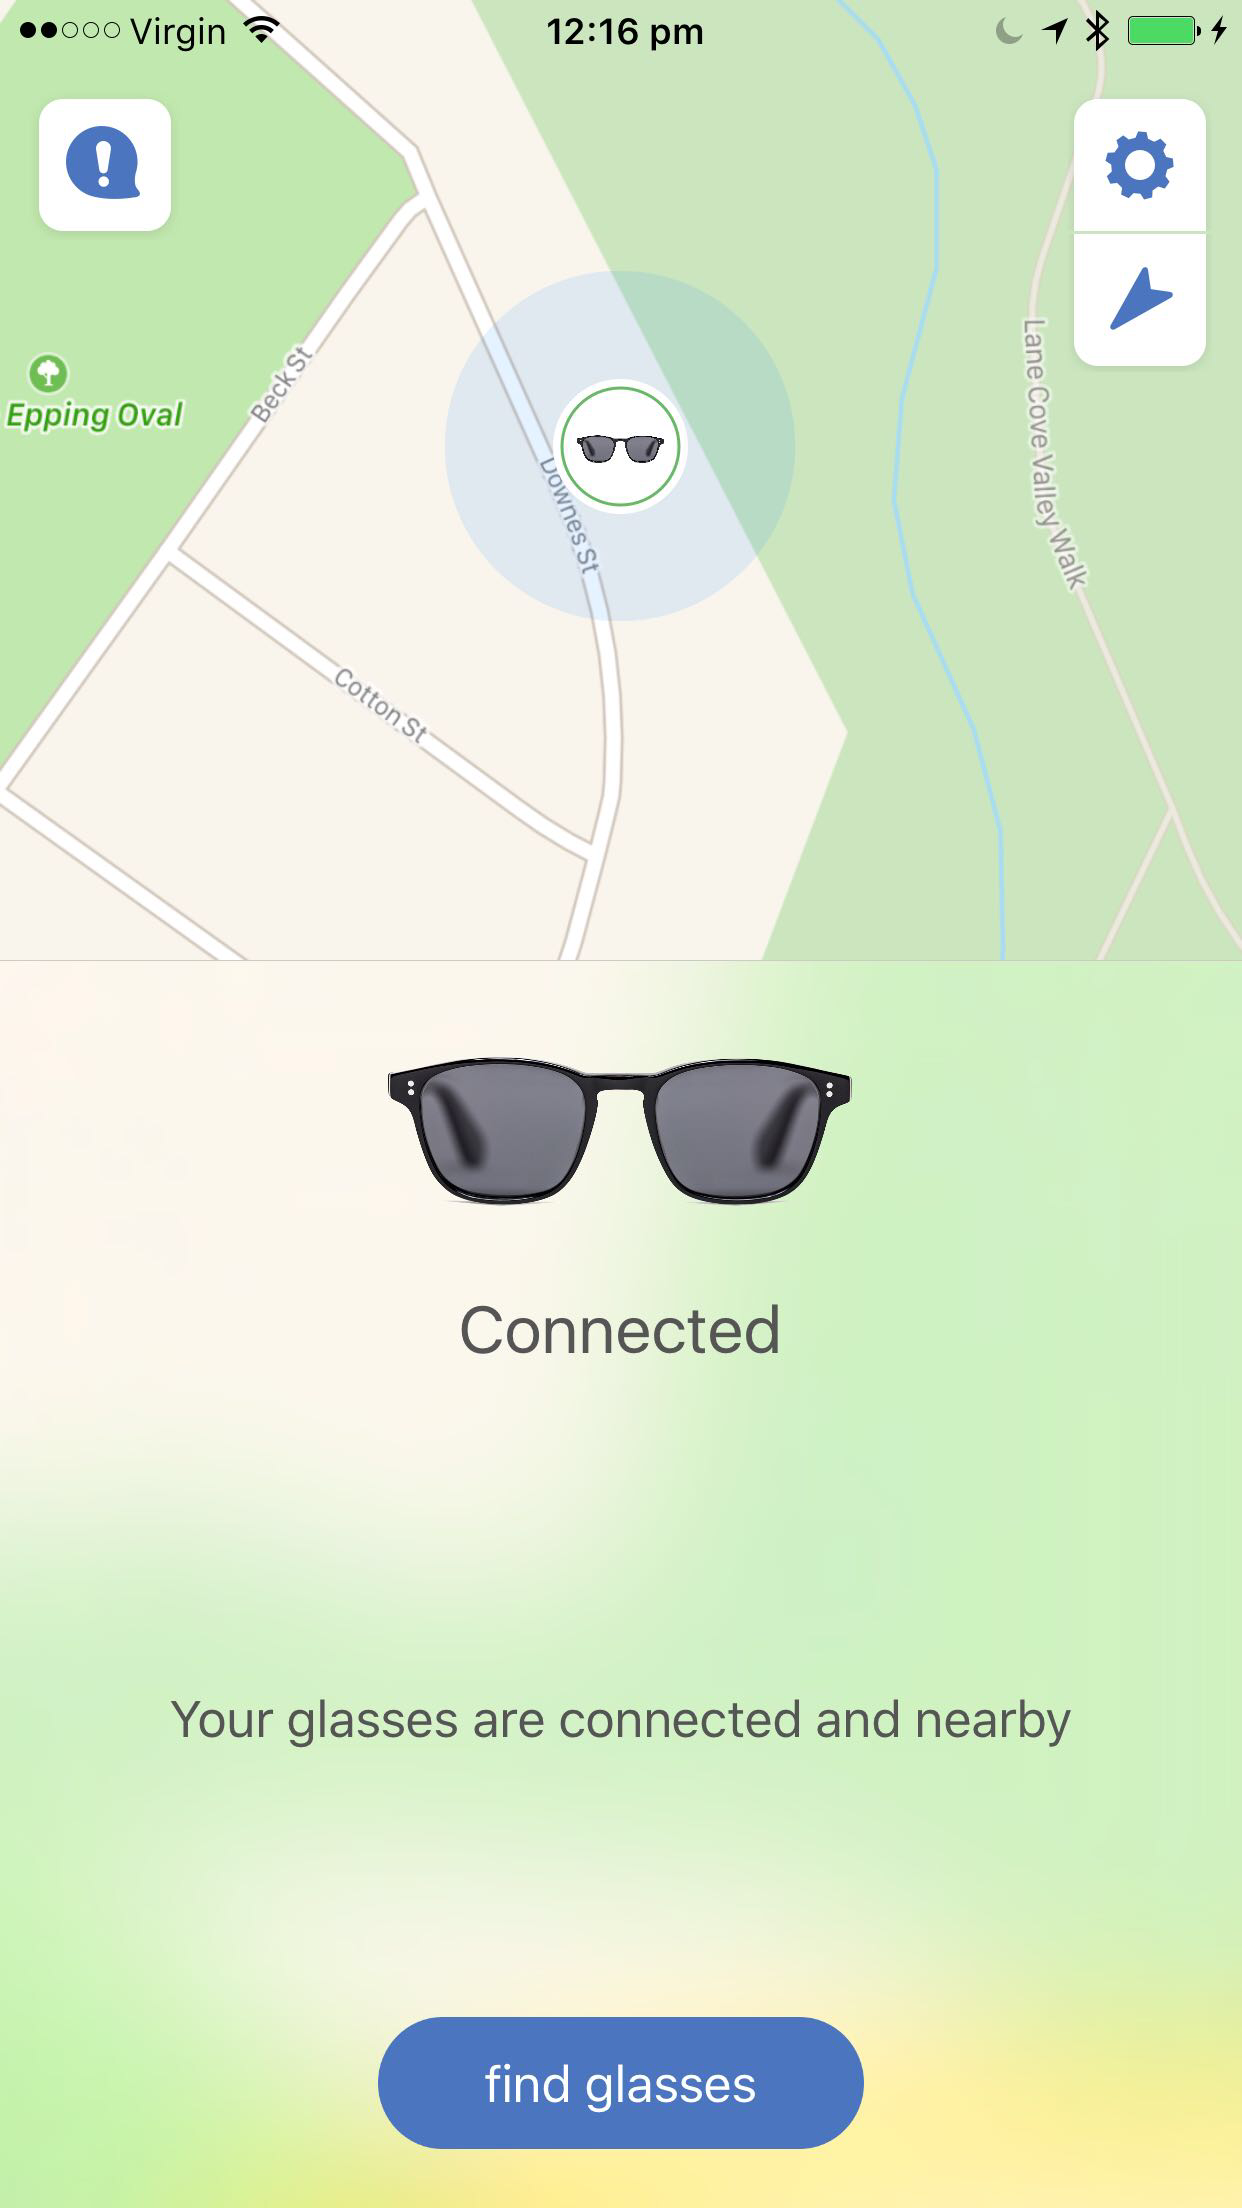 Virgin
12:16 pm
Epping Oval
Beck St
Downes St
Lane Cove Valley Walk
Cotton St
Connected
Your glasses are connected and nearby
find glasses